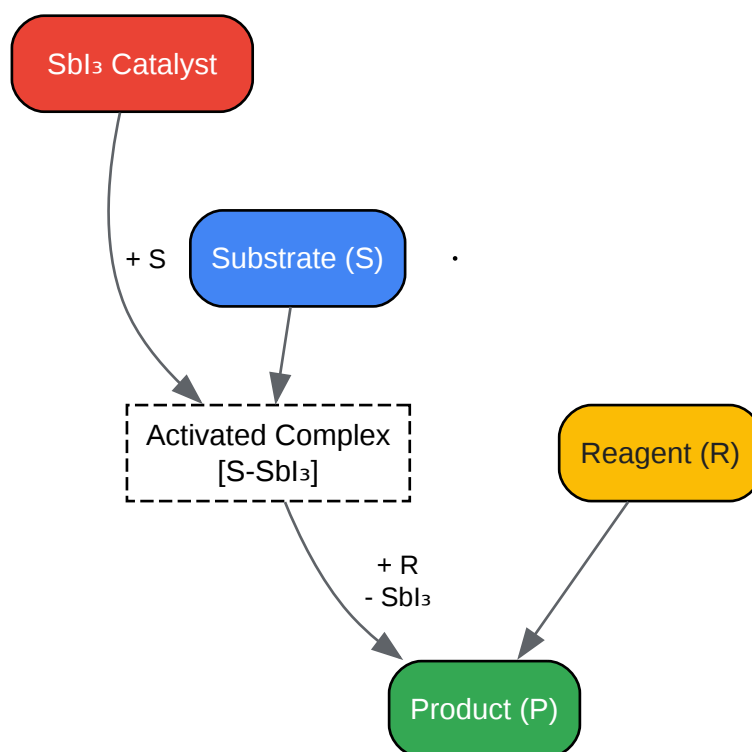 SbI₃ Catalyst
+ S
Substrate (S)
Activated Complex
[S-SbI₃]
Reagent (R)
+ R
- SbI₃
Product (P)